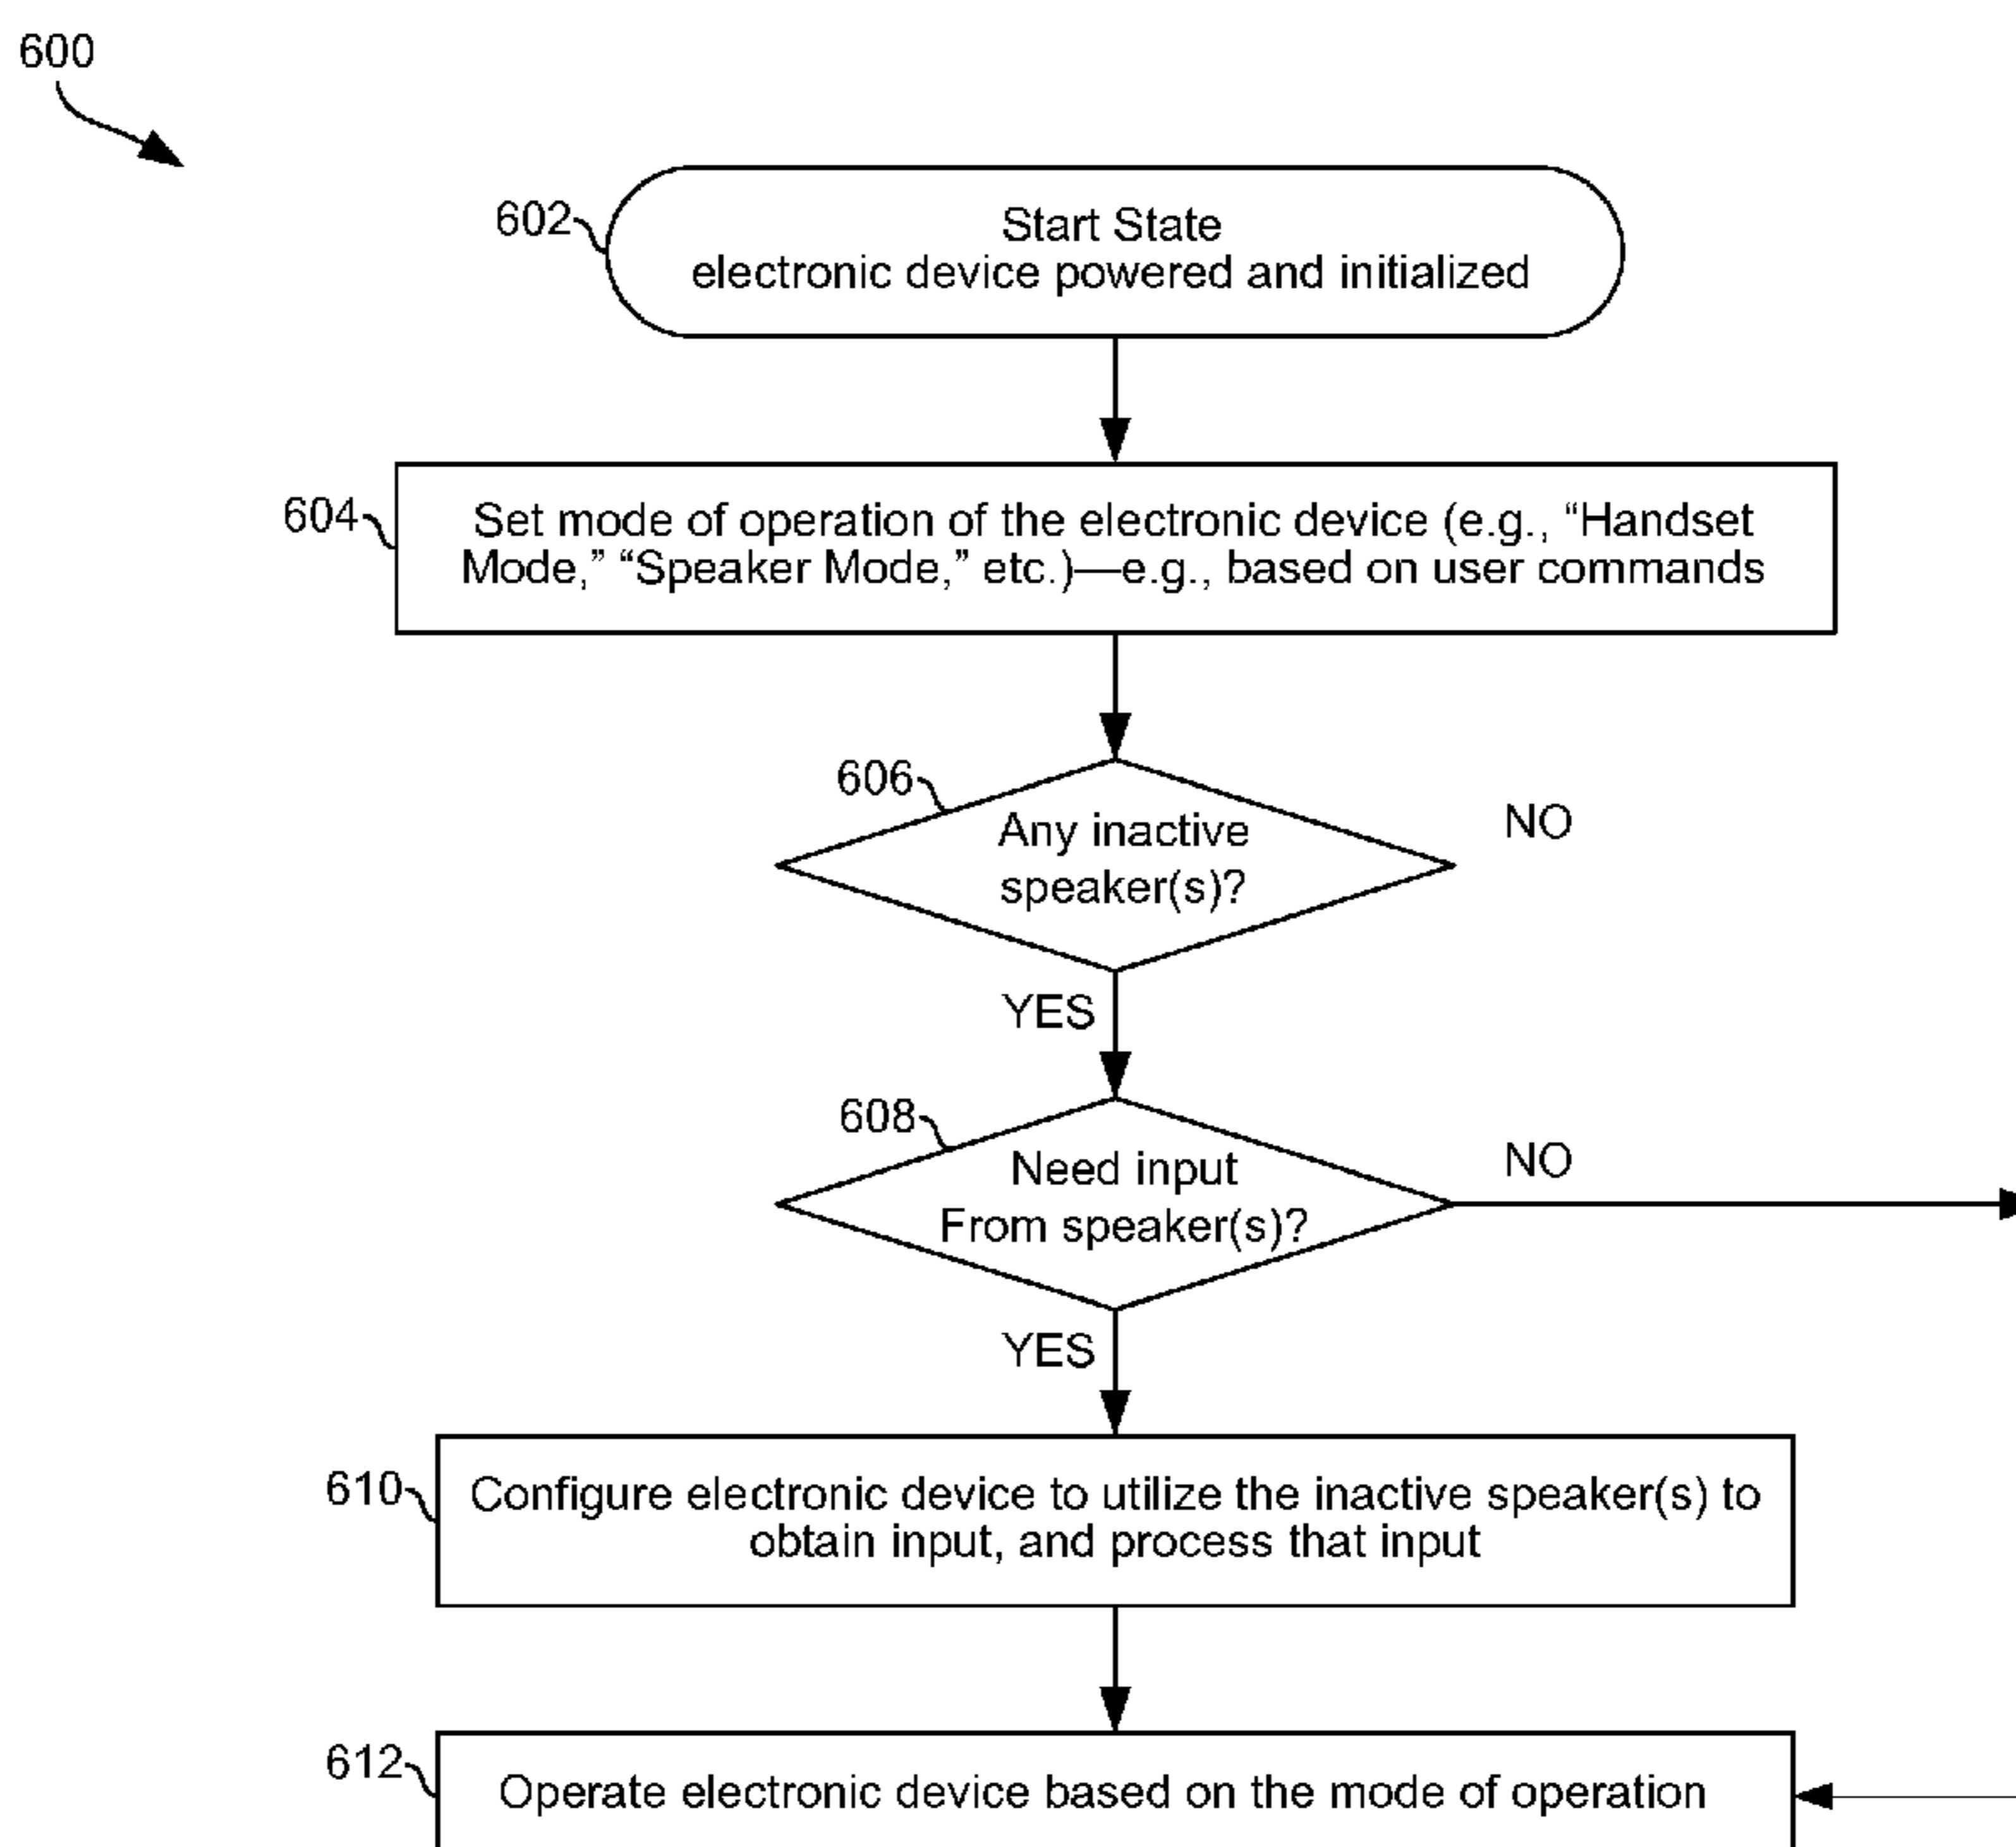 600
602
Start State
electronic device powered and initialized
604
Set mode of operation of the electronic device (e.g., “Handset
Mode,” “Speaker Mode,” etc.)—e.g., based on user commands
606
Any inactive
speaker(s)?
NO
YES
608
Need input
From speaker(s)?
NO
YES
610
Configure electronic device to utilize the inactive speaker(s) to
obtain input, and process that input
612
Operate electronic device based on the mode of operation